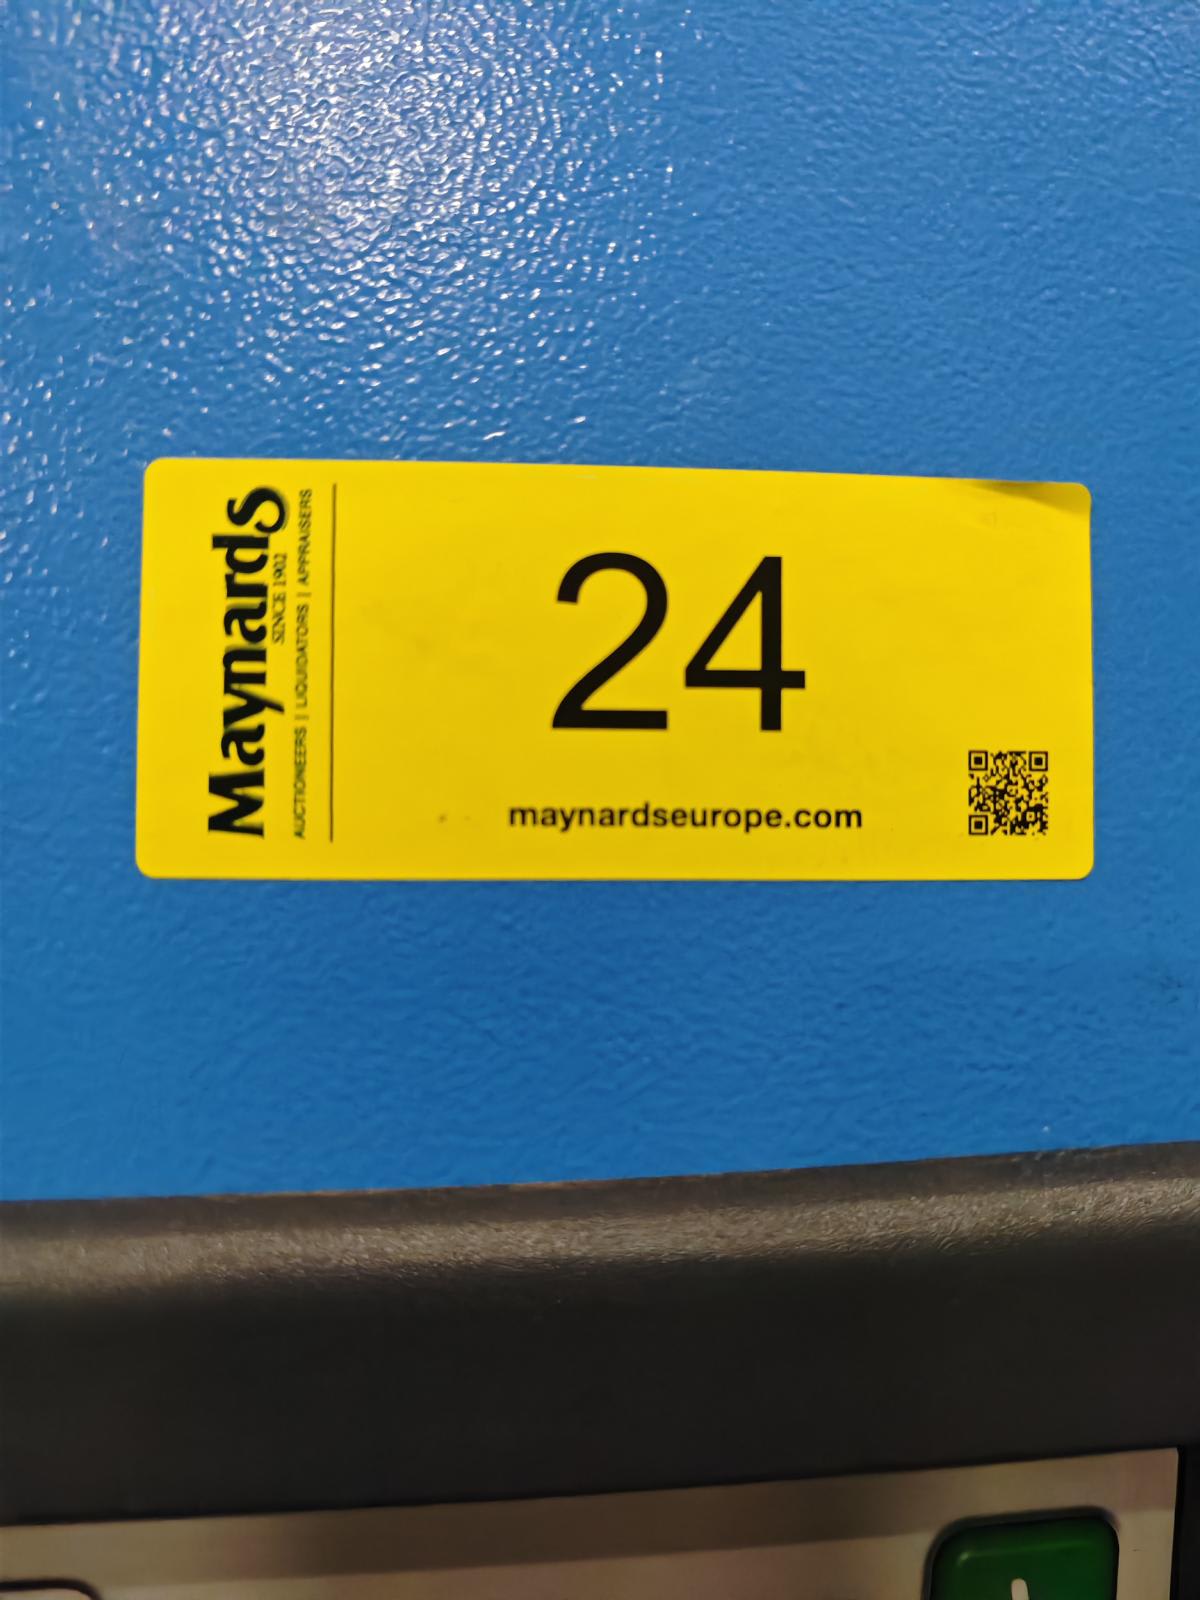 Maynards
SINCE 1902
AUCTIONEERS | LIQUIDATORS | APPRAISERS
24
maynardseurope.com